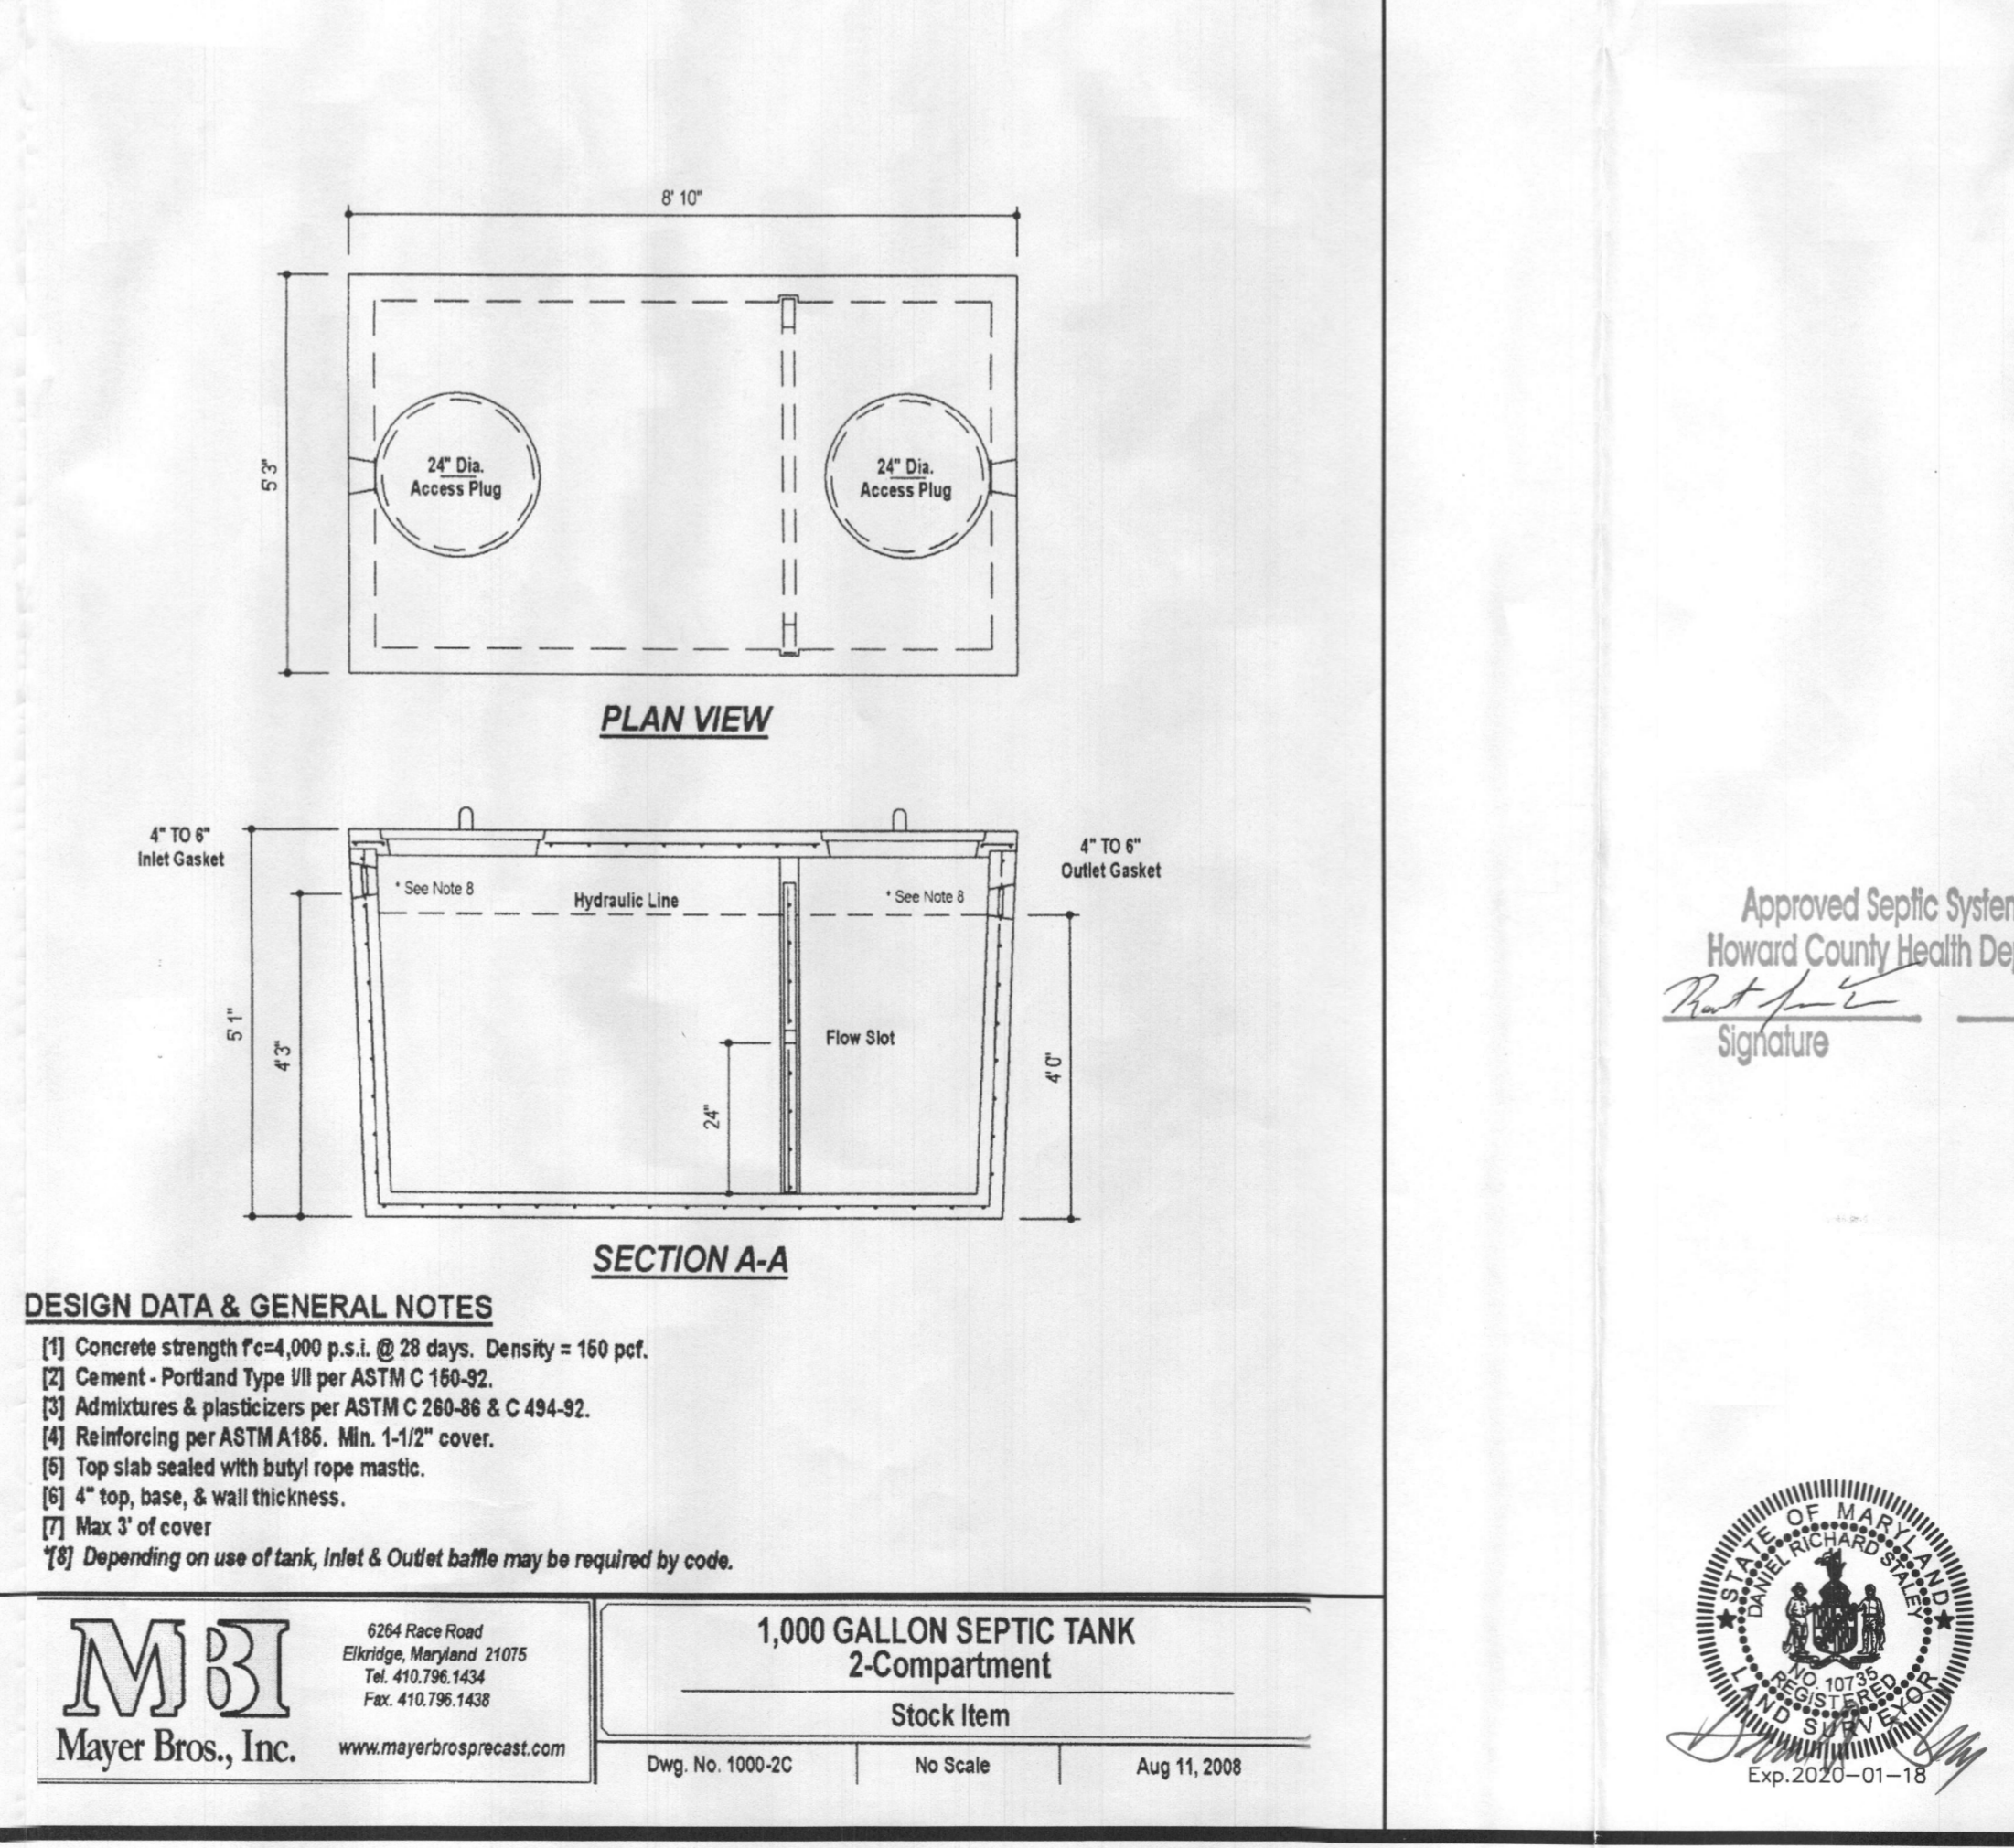 8' 10"
5' 3"
24" Dia.
Access Plug
24" Dia.
Access Plug
PLAN VIEW
4" TO 6"
Inlet Gasket
4" TO 6"
Outlet Gasket
* See Note 8
Hydraulic Line
* See Note 8
5' 1"
4' 3"
Flow Slot
24"
4' 0"
SECTION A-A
DESIGN DATA & GENERAL NOTES
[1] Concrete strength f'c=4,000 p.s.i. @ 28 days. Density = 150 pcf.
[2] Cement - Portland Type I/II per ASTM C 150-92.
[3] Admixtures & plasticizers per ASTM C 260-86 & C 494-92.
[4] Reinforcing per ASTM A185. Min. 1-1/2" cover.
[5] Top slab sealed with butyl rope mastic.
[6] 4" top, base, & wall thickness.
[7] Max 3' of cover
*[8] Depending on use of tank, Inlet & Outlet baffle may be required by code.
MBI
Mayer Bros., Inc.
6264 Race Road
Elkridge, Maryland 21075
Tel. 410.796.1434
Fax. 410.796.1438
www.mayerbrosprecast.com
1,000 GALLON SEPTIC TANK
2-Compartment
Stock Item
Dwg. No. 1000-2C
No Scale
Aug 11, 2008
Approved Septic System
Howard County Health Dep
Signature
STATE OF MARYLAND
DANIEL RICHARD STALEY
NO. 10735
REGISTERED
LAND SURVEYOR
Exp.2020-01-18